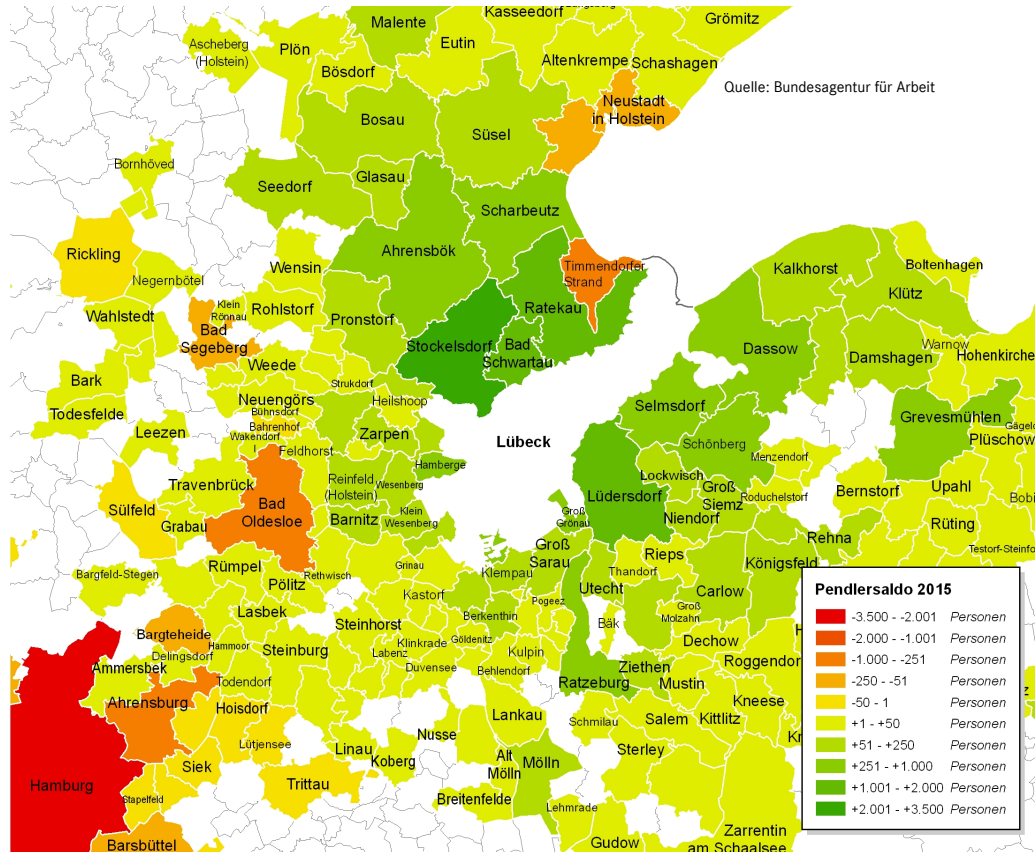 Malente
Kasseedorf
Grömitz
Ascheberg
(Holstein)
Plön
Eutin
Bösdorf
Altenkrempe
Schashagen
Quelle: Bundesagentur für Arbeit
Neustadt
in Holstein
Bosau
Süsel
Bornhöved
Glasau
Seedorf
Scharbeutz
Ahrensbök
Rickling
Wensin
Negernbötel
Timmendorfer
Strand
Kalkhorst
Boltenhagen
Klütz
Klein
Rönnau
Rohlstorf
Wahlstedt
Pronstorf
Ratekau
Bad
Segeberg
Stockelsdorf
Bad
Schwartau
Dassow
Damshagen
Warnow
Hohenkirche
Weede
Bark
Strukdorf
Neuengörs
Heilshoop
Todesfelde
Bühnsdorf
Bahrenhof
Selmsdorf
Grevesmühlen
Gägelo
Leezen
Wakendorf
I
Zarpen
Lübeck
Schönberg
Plüschow
Feldhorst
Hamberge
Menzendorf
Travenbrück
Reinfeld
(Holstein)
Wesenberg
Lockwisch
Lüdersdorf
Groß
Siemz
Roduchelstorf
Bernstorf
Upahl
Bobi
Sülfeld
Bad
Oldesloe
Grabau
Barnitz
Klein
Wesenberg
Groß
Grönau
Niendorf
Rüting
Rehna
Groß
Sarau
Rieps
Testorf-Steinfo
Königsfeld
Rümpel
Grinau
Klempau
Thandorf
Bargfeld-Stegen
Pölitz
Rethwisch
Utecht
Carlow
Kastorf
Pogeez
Lasbek
Berkenthin
Groß
Molzahn
Steinhorst
Bäk
Bargteheide
Hammoor
Steinburg
Klinkrade
Göldenitz
Dechow
Delingsdorf
Labenz
Kulpin
Ammersbek
Duvensee
Behlendorf
Ziethen
Roggendor
Todendorf
Ratzeburg
Mustin
Ahrensburg
Hoisdorf
Kneese
Lankau
Schmilau
Salem
Kittlitz
Nusse
Lütjensee
Linau
Sterley
Koberg
Alt
Mölln
Mölln
Siek
Hamburg
Trittau
Stapelfeld
Breitenfelde
Lehmrade
Barsbüttel
Gudow
Zarrentin
am Schaalsee
Pendlersaldo 2015
-3.500 - -2.001 Personen
-2.000 - -1.001 Personen
-1.000 - -251 Personen
-250 - -51 Personen
-50 - 1 Personen
+1 - +50 Personen
+51 - +250 Personen
+251 - +1.000 Personen
+1.001 - +2.000 Personen
+2.001 - +3.500 Personen